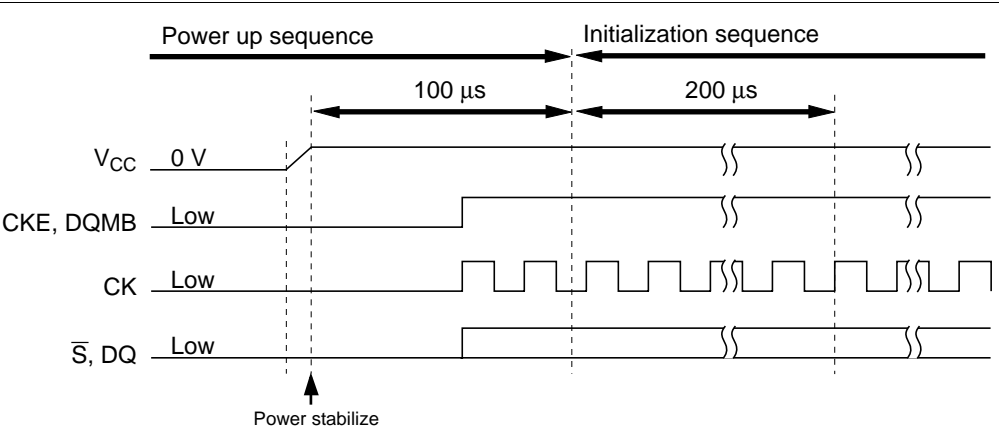 Power up sequence
Initialization sequence
100 μs
200 μs
VCC 0 V
CKE, DQMB Low
CK Low
S̅, DQ Low
Power stabilize